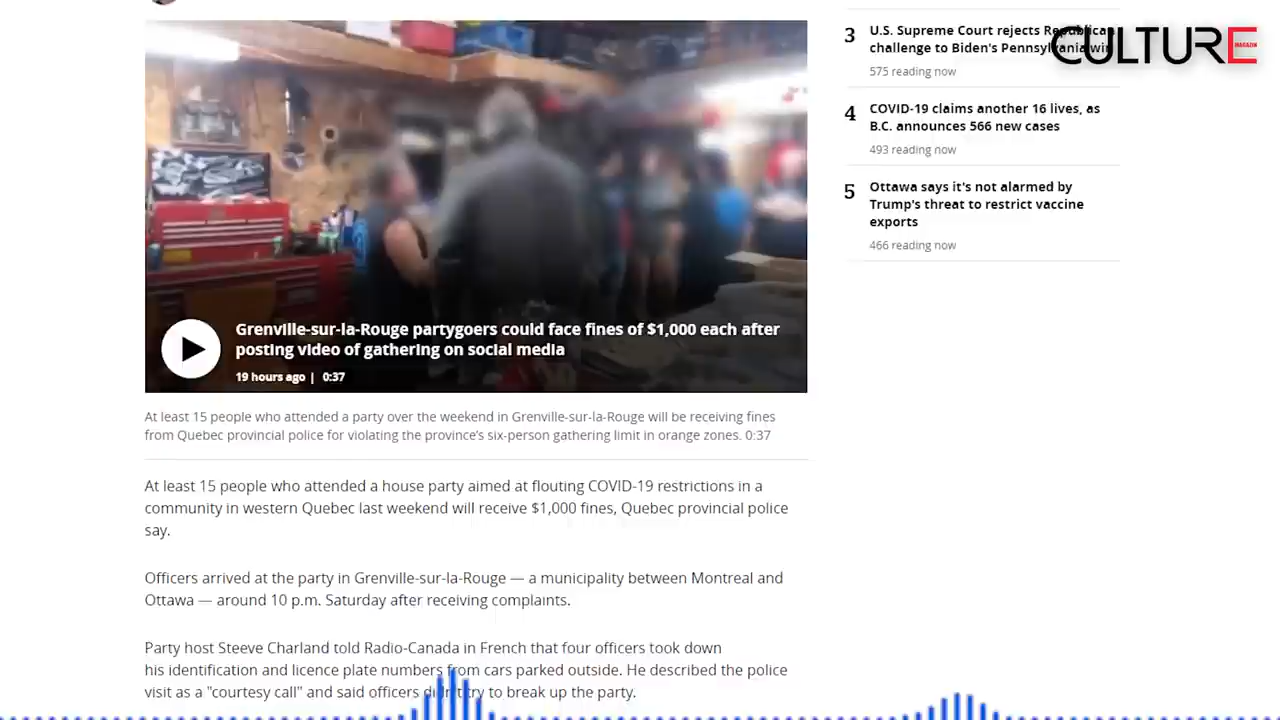 Grenville-sur-la-Rouge partygoers could face fines of $1,000 each after
posting video of gathering on social media
19 hours ago | 0:37
At least 15 people who attended a party over the weekend in Grenville-sur-la-Rouge will be receiving fines
from Quebec provincial police for violating the province's six-person gathering limit in orange zones. 0:37
At least 15 people who attended a house party aimed at flouting COVID-19 restrictions in a
community in western Quebec last weekend will receive $1,000 fines, Quebec provincial police
say.
Officers arrived at the party in Grenville-sur-la-Rouge — a municipality between Montreal and
Ottawa — around 10 p.m. Saturday after receiving complaints.
Party host Steeve Charland told Radio-Canada in French that four officers took down
his identification and licence plate numbers from cars parked outside. He described the police
visit as a "courtesy call" and said officers didn't try to break up the party.
3
U.S. Supreme Court rejects Republican
challenge to Biden's Pennsylvania win
575 reading now
4
COVID-19 claims another 16 lives, as
B.C. announces 566 new cases
493 reading now
5
Ottawa says it's not alarmed by
Trump's threat to restrict vaccine
exports
466 reading now
CULTURE